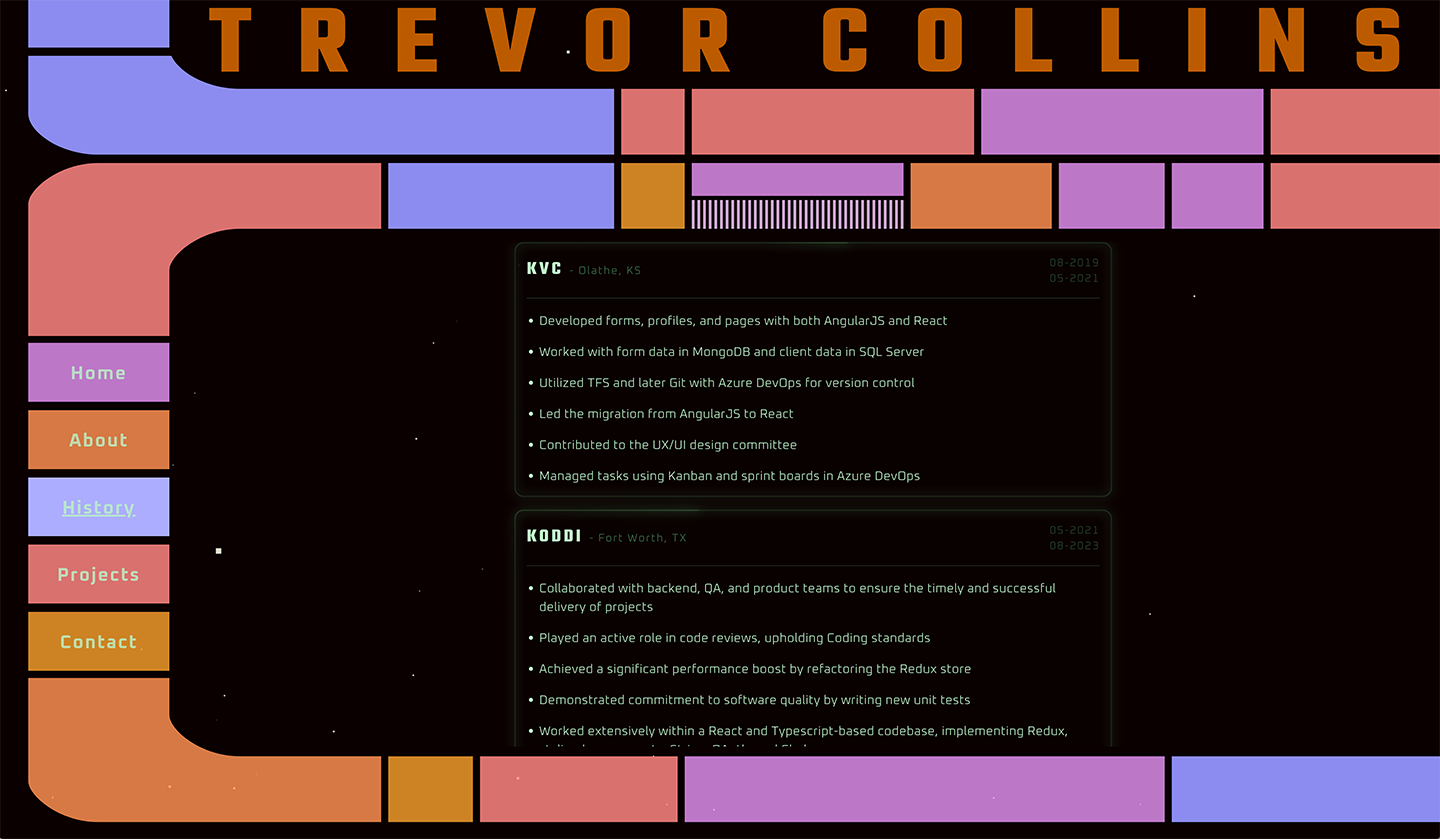 TREVOR COLLINS
KVC - Olathe, KS
08-2019
05-2021
• Developed forms, profiles, and pages with both AngularJS and React
• Worked with form data in MongoDB and client data in SQL Server
• Utilized TFS and later Git with Azure DevOps for version control
• Led the migration from AngularJS to React
• Contributed to the UX/UI design committee
• Managed tasks using Kanban and sprint boards in Azure DevOps
Home
About
History
Projects
Contact
KODDI - Fort Worth, TX
05-2021
08-2023
• Collaborated with backend, QA, and product teams to ensure the timely and successful
delivery of projects
• Played an active role in code reviews, upholding Coding standards
• Achieved a significant performance boost by refactoring the Redux store
• Demonstrated commitment to software quality by writing new unit tests
• Worked extensively within a React and Typescript-based codebase, implementing Redux,